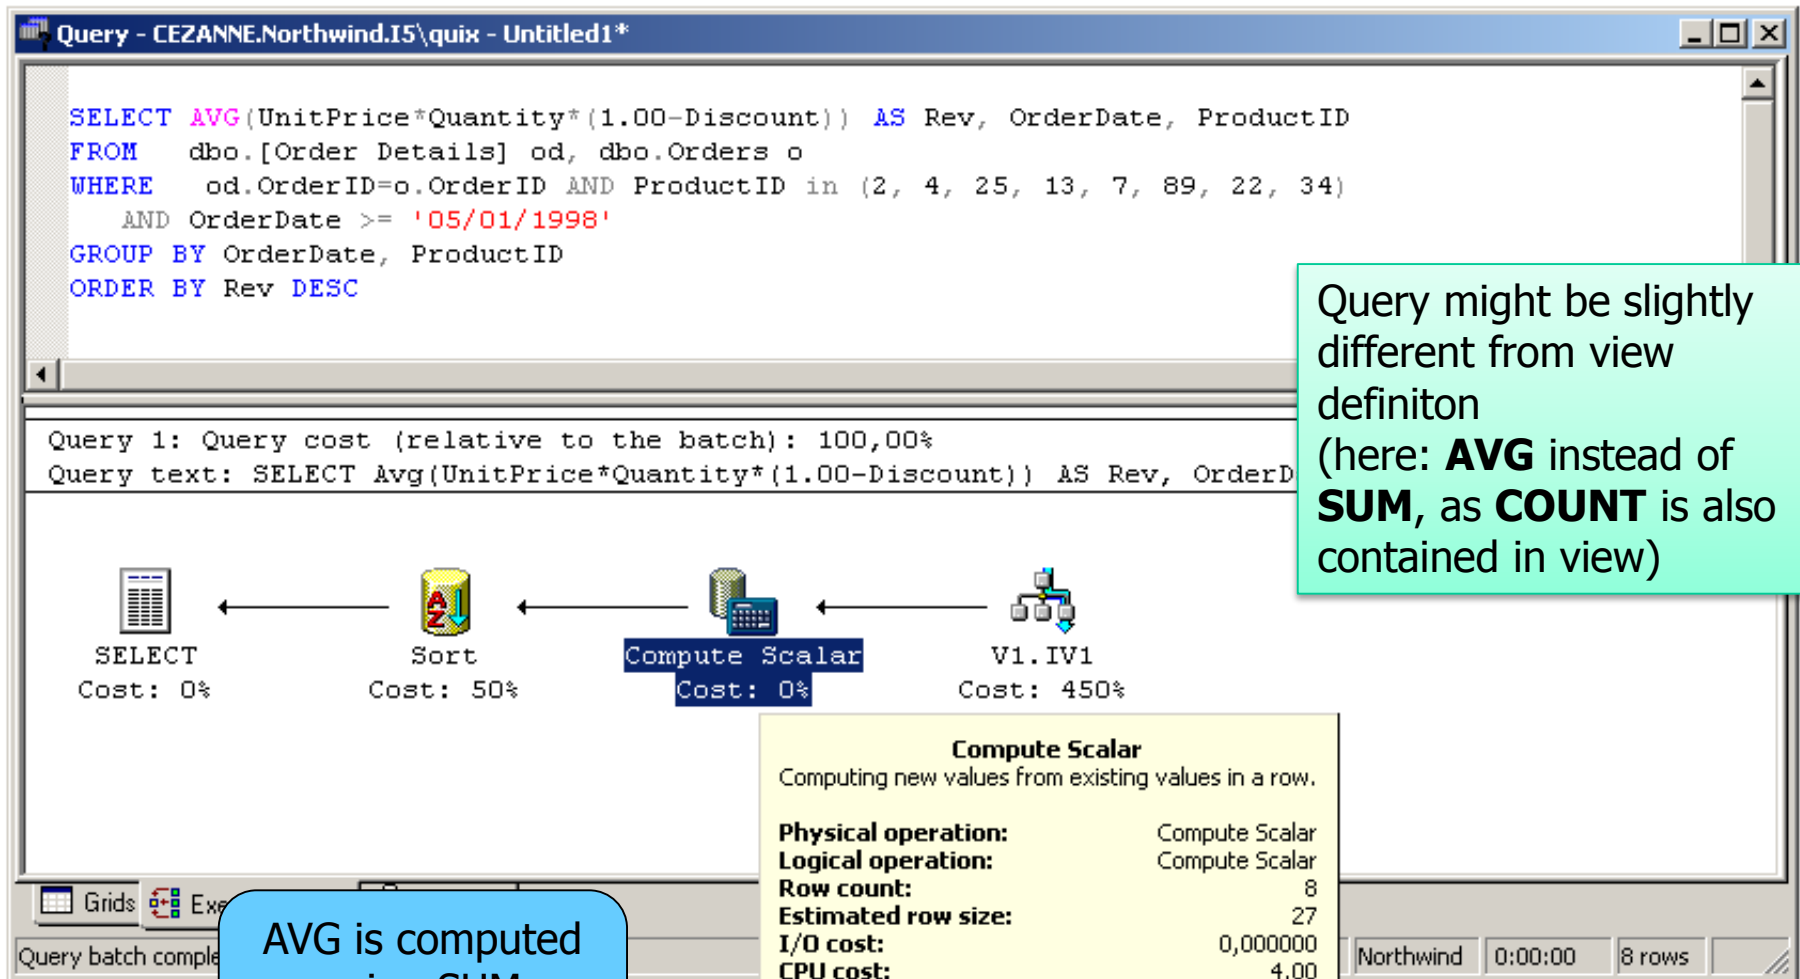 Query - CEZANNE.Northwind.I5\quix - Untitled1*
SELECT AVG(UnitPrice*Quantity*(1.00-Discount)) AS Rev, OrderDate, ProductID
FROM dbo.[Order Details] od, dbo.Orders o
WHERE od.OrderID=o.OrderID AND ProductID in (2, 4, 25, 13, 7, 89, 22, 34)
AND OrderDate >= '05/01/1998'
GROUP BY OrderDate, ProductID
ORDER BY Rev DESC
Query might be slightly
different from view
definiton
(here: AVG instead of
SUM, as COUNT is also
contained in view)
Query 1: Query cost (relative to the batch): 100,00%
Query text: SELECT Avg(UnitPrice*Quantity*(1.00-Discount)) AS Rev, OrderD
SELECT
Cost: 0%
Sort
Cost: 50%
Compute Scalar
Cost: 0%
V1.IV1
Cost: 450%
Compute Scalar
Computing new values from existing values in a row.
Physical operation: Compute Scalar
Logical operation: Compute Scalar
Row count: 8
Estimated row size: 27
I/O cost: 0,000000
CPU cost: 4,00
Grids
Exe
AVG is computed
SUM
Query batch comple
Northwind
0:00:00
8 rows